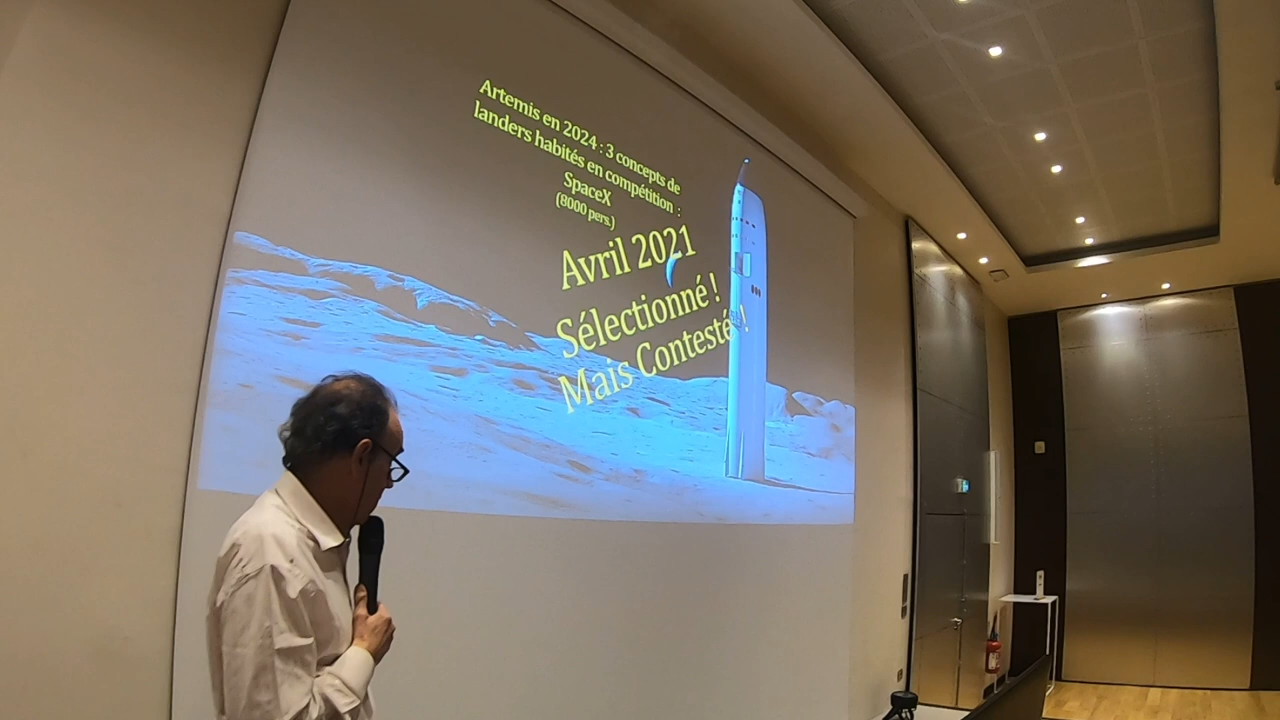 Artemis en 2024 : 3 concepts de
landers habités en compétition :
SpaceX
(8000 pers.)
Avril 2021
Sélectionné !
Mais Contesté !